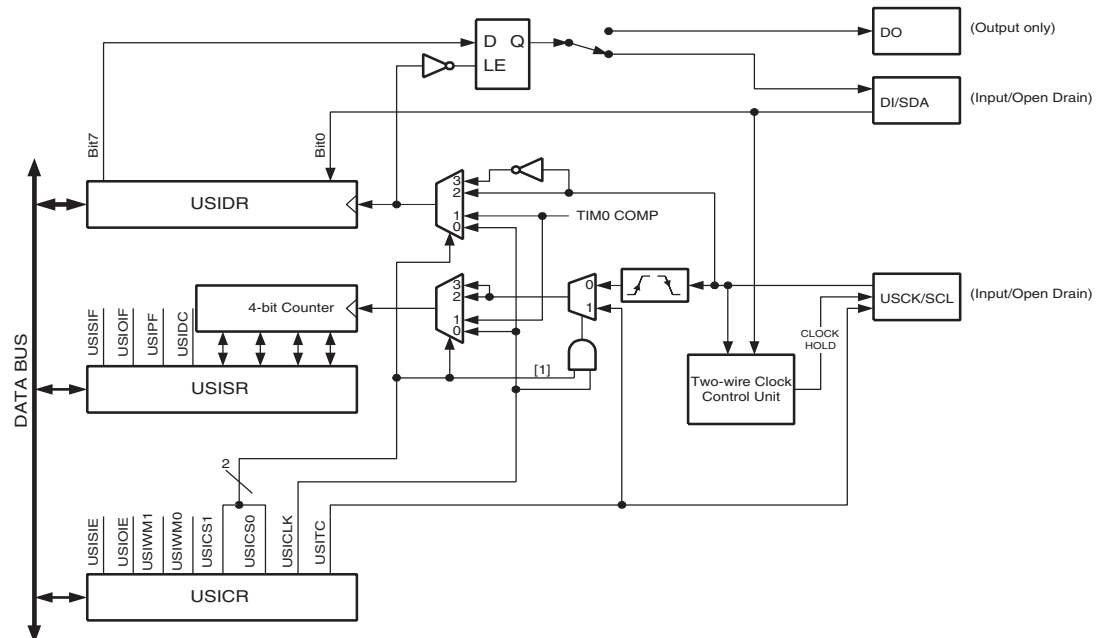 D Q
LE
DO
(Output only)
DI/SDA
(Input/Open Drain)
Bit7
Bit0
USIDR
3
2
1
0
TIM0 COMP
4-bit Counter
3
2
1
0
0
1
USCK/SCL
(Input/Open Drain)
CLOCK
HOLD
USISIF
USIOIF
USIPF
USIDC
[1]
Two-wire Clock
Control Unit
USISR
DATA BUS
2
USISIE
USIOIE
USIWM1
USIWM0
USICS1
USICS0
USICLK
USITC
USICR